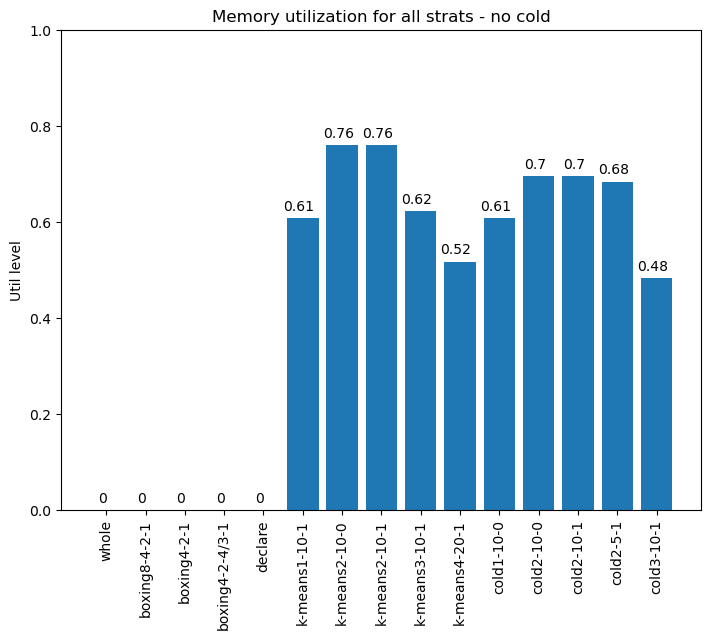 Memory utilization for all strats - no cold
Util level
1.0
0.8
0.6
0.4
0.2
0.0
0
0
0
0
0
0.61
0.76
0.76
0.62
0.52
0.61
0.7
0.7
0.68
0.48
whole
boxing8-4-2-1
boxing4-2-1
boxing4-2-4/3-1
declare
k-means1-10-1
k-means2-10-0
k-means2-10-1
k-means3-10-1
k-means4-20-1
cold1-10-0
cold2-10-0
cold2-10-1
cold2-5-1
cold3-10-1